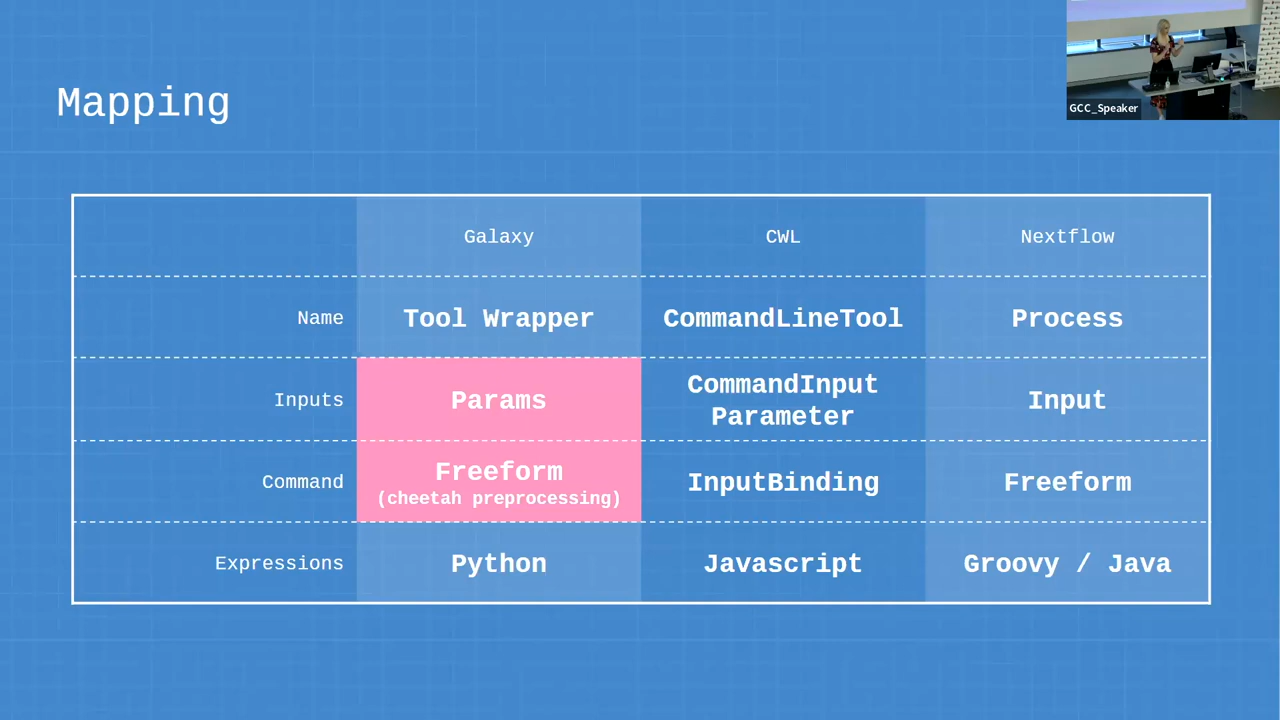 GCC_Speaker
Mapping
Galaxy CWL Nextflow
Name Tool Wrapper CommandLineTool Process
Inputs Params CommandInput Parameter Input
Command Freeform (cheetah preprocessing) InputBinding Freeform
Expressions Python Javascript Groovy / Java